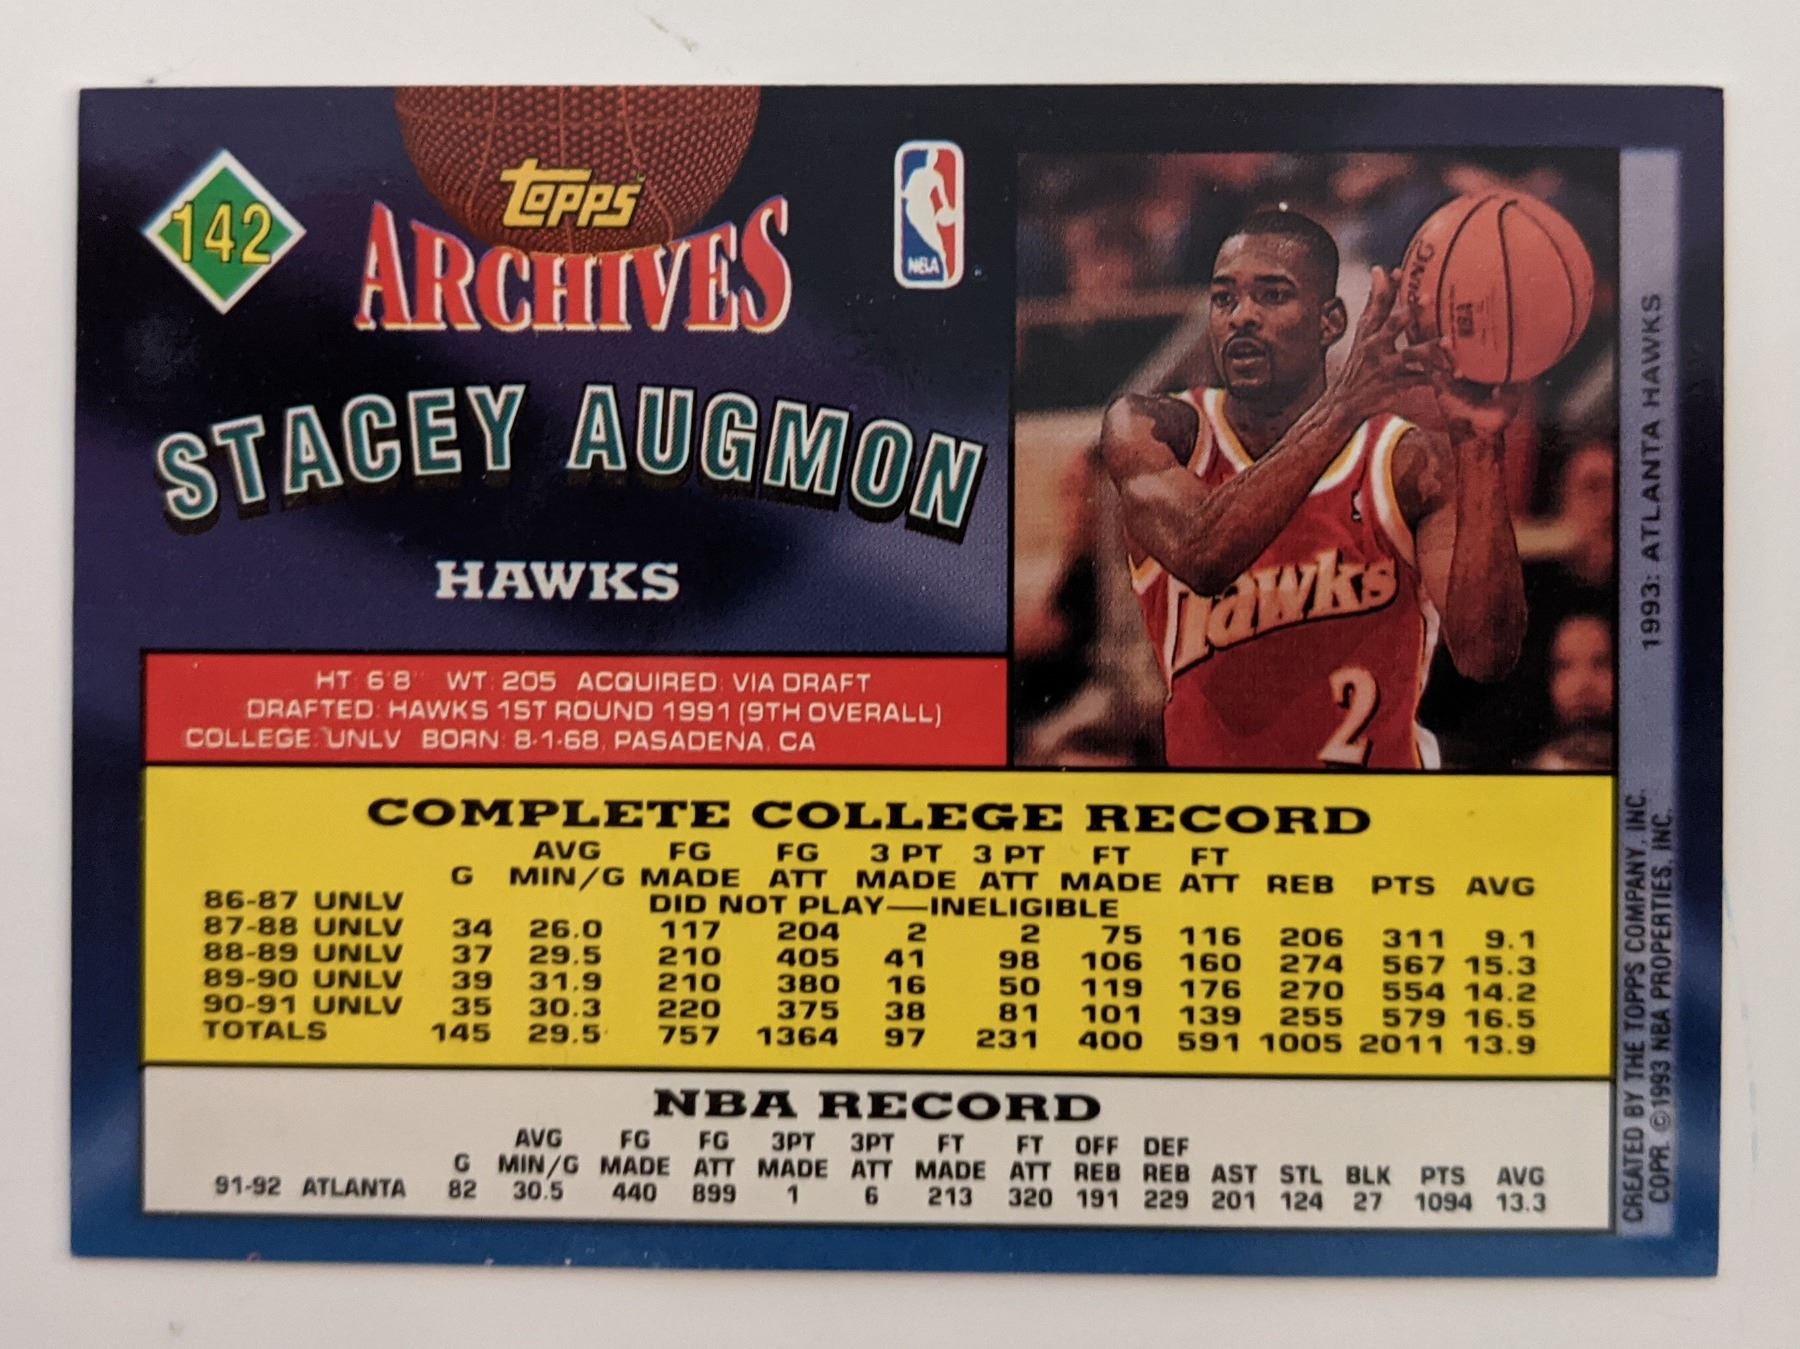 142
TOPPS
ARCHIVES
NBA
STACEY AUGMON
HAWKS
HT: 6'8" WT: 205 ACQUIRED: VIA DRAFT
DRAFTED: HAWKS 1ST ROUND 1991 (9TH OVERALL)
COLLEGE: UNLV BORN: 8-1-68, PASADENA, CA
Hawks
2
1993: ATLANTA HAWKS
COMPLETE COLLEGE RECORD
AVG FG FG 3 PT 3 PT FT FT
G MIN/G MADE ATT MADE ATT MADE ATT REB PTS AVG
86-87 UNLV DID NOT PLAY—INELIGIBLE
87-88 UNLV 34 26.0 117 204 2 2 75 116 206 311 9.1
88-89 UNLV 37 29.5 210 405 41 98 106 160 274 567 15.3
89-90 UNLV 39 31.9 210 380 16 50 119 176 270 554 14.2
90-91 UNLV 35 30.3 220 375 38 81 101 139 255 579 16.5
TOTALS 145 29.5 757 1364 97 231 400 591 1005 2011 13.9
NBA RECORD
AVG FG FG 3PT 3PT FT FT OFF DEF
G MIN/G MADE ATT MADE ATT MADE ATT REB REB AST STL BLK PTS AVG
91-92 ATLANTA 82 30.5 440 899 1 6 213 320 191 229 201 124 27 1094 13.3
CREATED BY THE TOPPS COMPANY, INC.
COPR. ©1993 NBA PROPERTIES, INC.